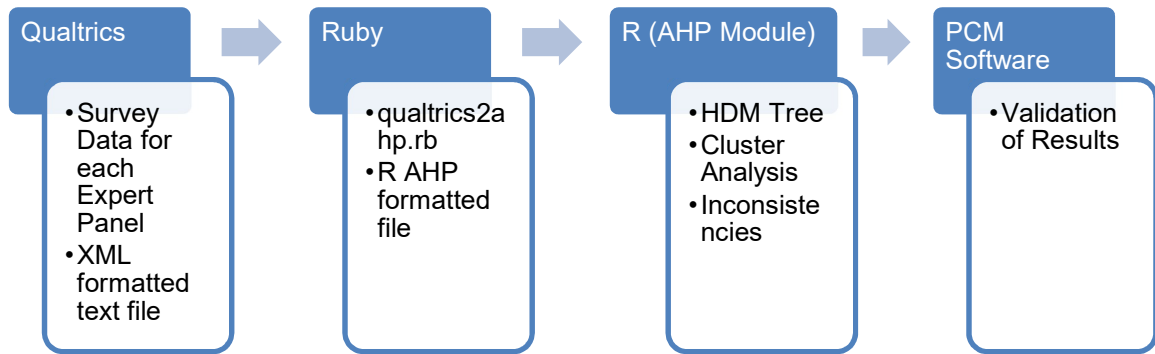 Qualtrics
•Survey
Data for
each
Expert
Panel
•XML
formatted
text file
Ruby
•qualtrics2a
hp.rb
•R AHP
formatted
file
R (AHP Module)
•HDM Tree
•Cluster
Analysis
•Inconsiste
ncies
PCM
Software
•Validation
of Results